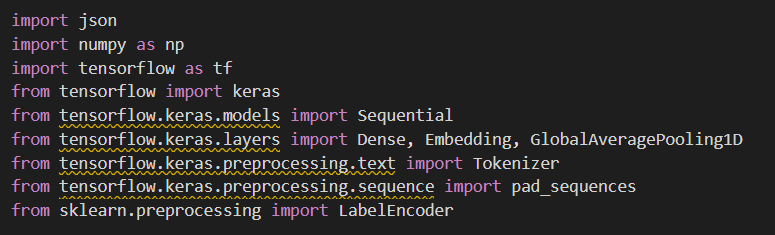 import json
import numpy as np
import tensorflow as tf
from tensorflow import keras
from tensorflow.keras.models import Sequential
from tensorflow.keras.layers import Dense, Embedding, GlobalAveragePooling1D
from tensorflow.keras.preprocessing.text import Tokenizer
from tensorflow.keras.preprocessing.sequence import pad_sequences
from sklearn.preprocessing import LabelEncoder